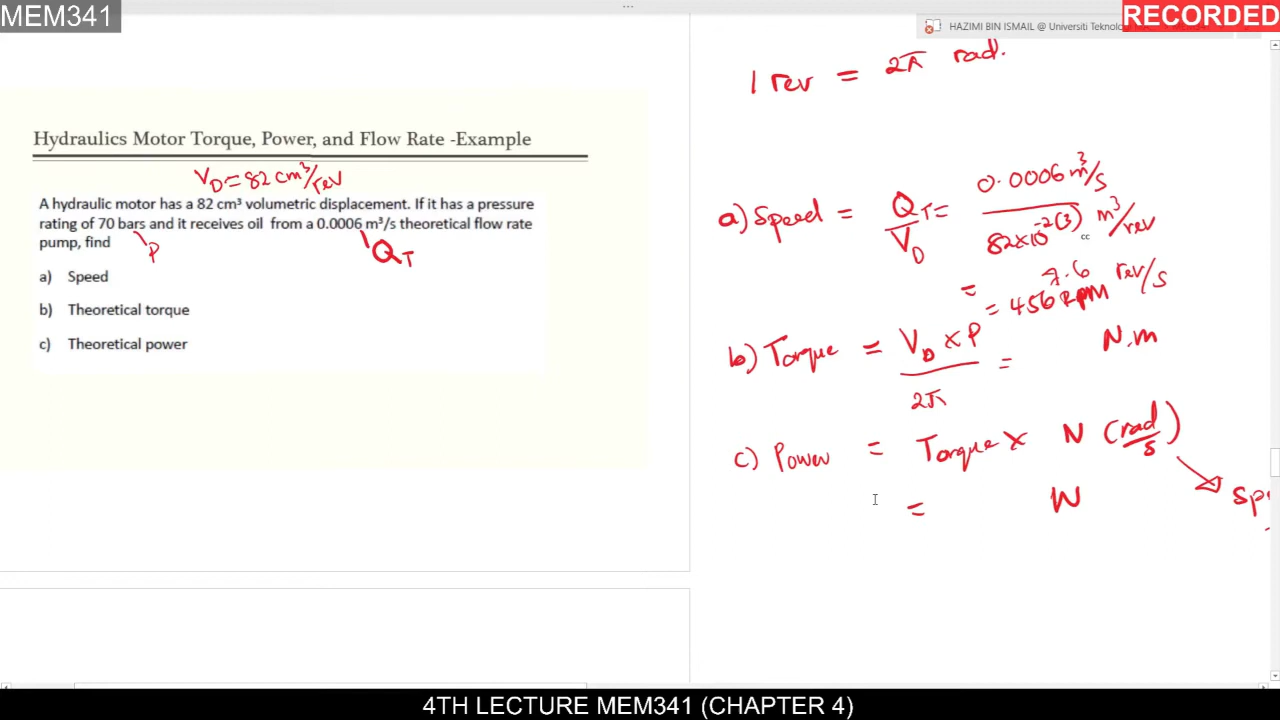 MEM341
RECORDED
HAZIMI BIN ISMAIL @ Universiti Teknolo
1 rev = 2π rad.
Hydraulics Motor Torque, Power, and Flow Rate -Example
V_D = 82 cm³/rev
A hydraulic motor has a 82 cm³ volumetric displacement. If it has a pressure
rating of 70 bars and it receives oil from a 0.0006 m³/s theoretical flow rate
pump, find
P
Q_T
a) Speed
b) Theoretical torque
c) Theoretical power
a) Speed = Q_T / V_D = 0.0006 m³/s / 82×10^-2(3) m³/rev
= 7.6 rev/s
= 456 RPM
b) Torque = V_D × P / 2π = N.m
c) Power = Torque × N (rad/s)
= W
4TH LECTURE MEM341 (CHAPTER 4)